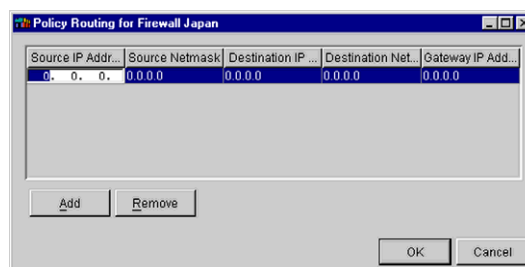 Policy Routing for Firewall Japan
Source IP Addr... Source Netmask Destination IP ... Destination Net... Gateway IP Add...
0. 0. 0. 0.0.0.0 0.0.0.0 0.0.0.0 0.0.0.0
Add Remove
OK Cancel